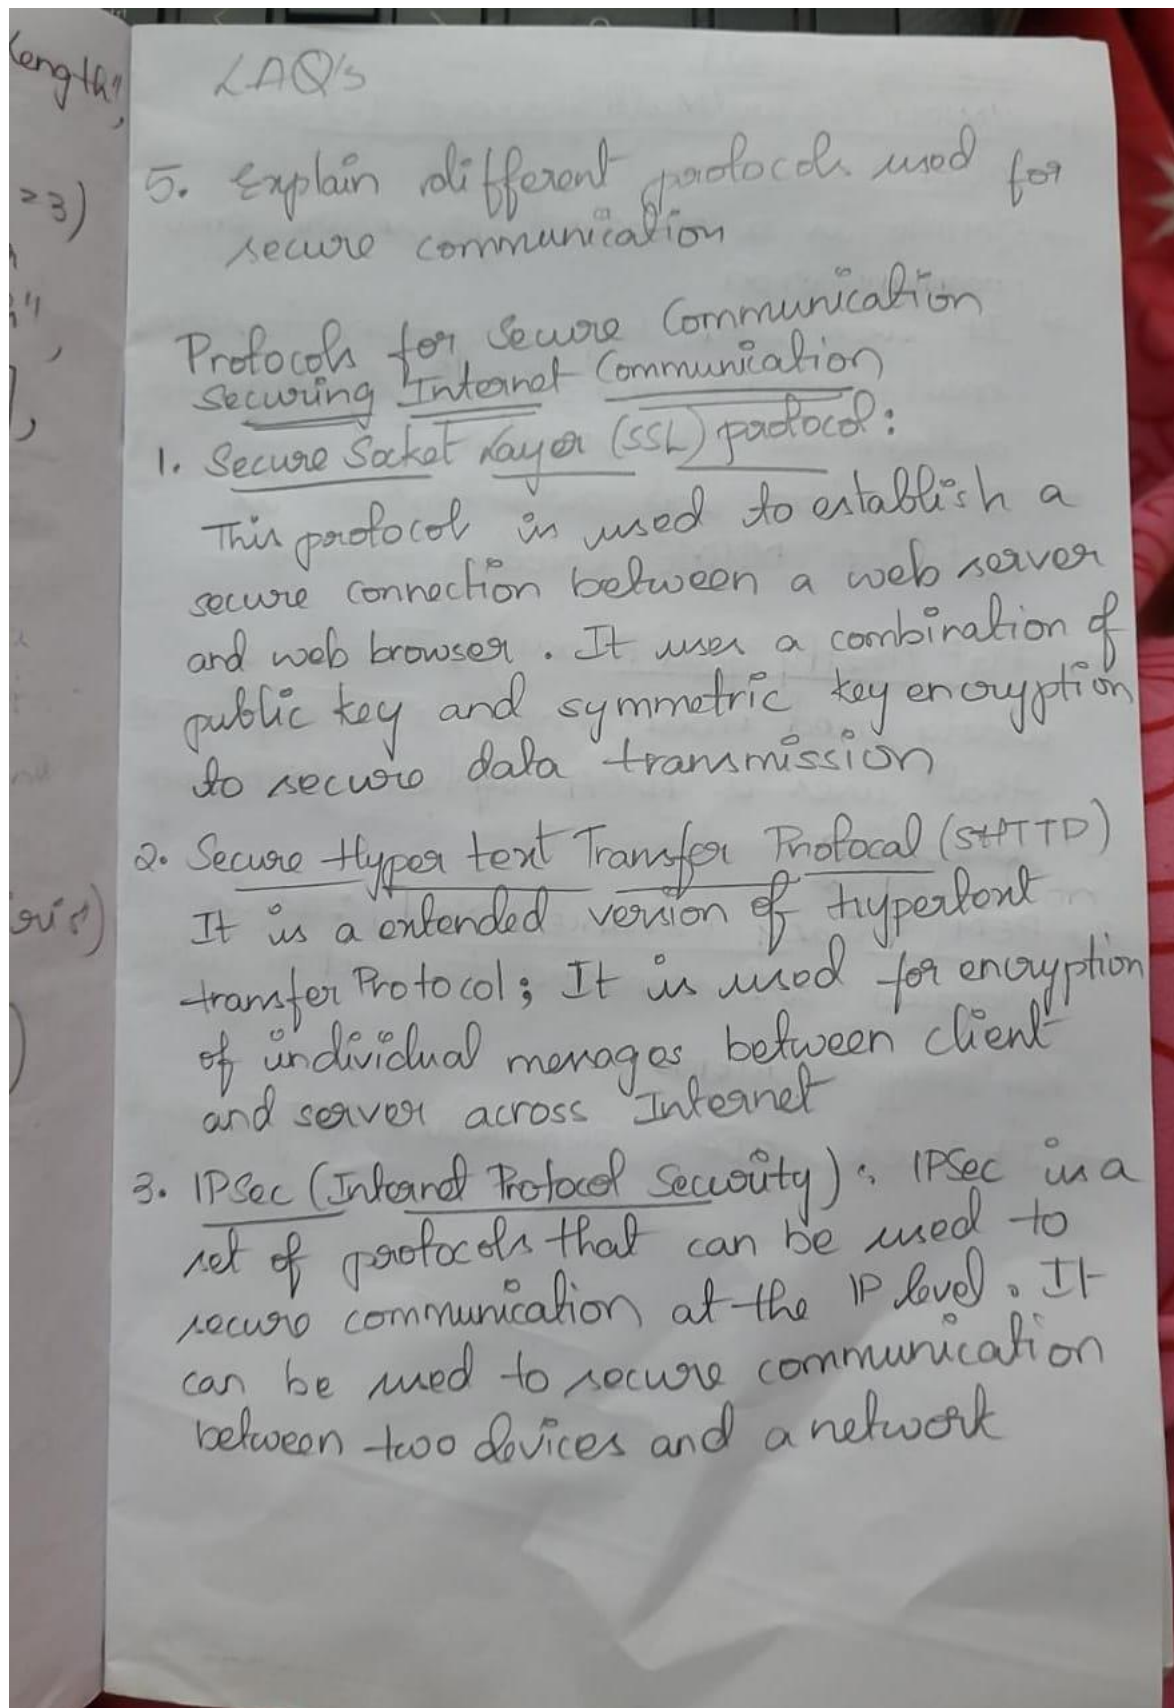 LAQ's
5. Explain different protocols used for
secure communication
Protocols for Secure Communication
Securing Internet Communication
1. Secure Socket Layer (SSL) protocol:
This protocol is used to establish a
secure connection between a web server
and web browser. It uses a combination of
public key and symmetric key encryption
to secure data transmission
2. Secure Hyper text Transfer Protocal (SHTTP)
It is a extended version of Hypertext
transfer Protocol; It is used for encryption
of individual messages between client
and server across Internet
3. IPSec (Internet Protocol Security): IPSec is a
set of protocols that can be used to
secure communication at the IP level. It
can be used to secure communication
between two devices and a network
length",
=3)